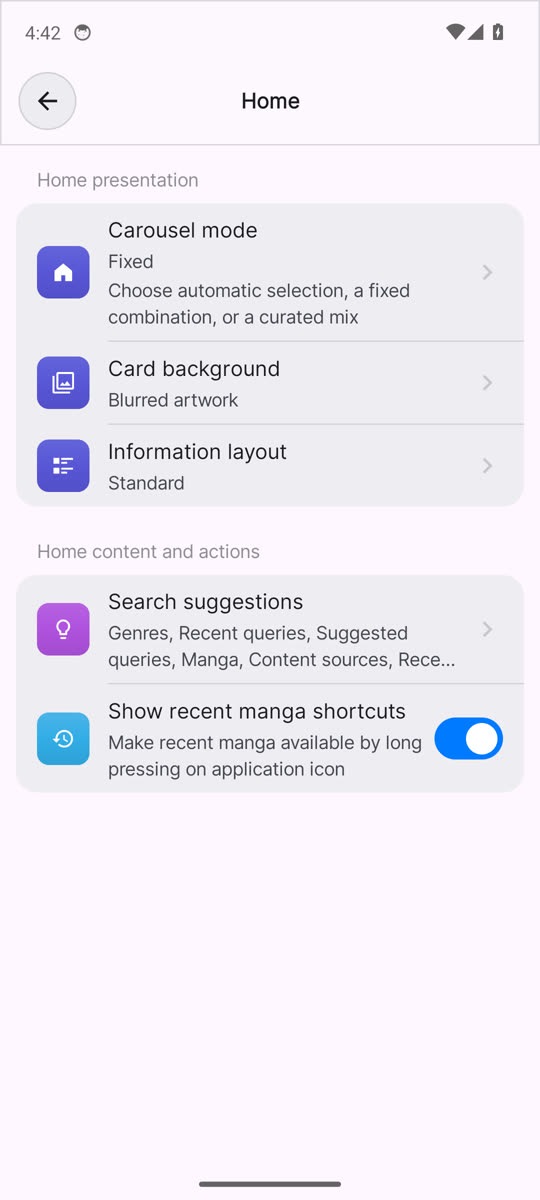 4:42
Home
Home presentation
Carousel mode
Fixed
Choose automatic selection, a fixed
combination, or a curated mix
Card background
Blurred artwork
Information layout
Standard
Home content and actions
Search suggestions
Genres, Recent queries, Suggested
queries, Manga, Content sources, Rece...
Show recent manga shortcuts
Make recent manga available by long
pressing on application icon